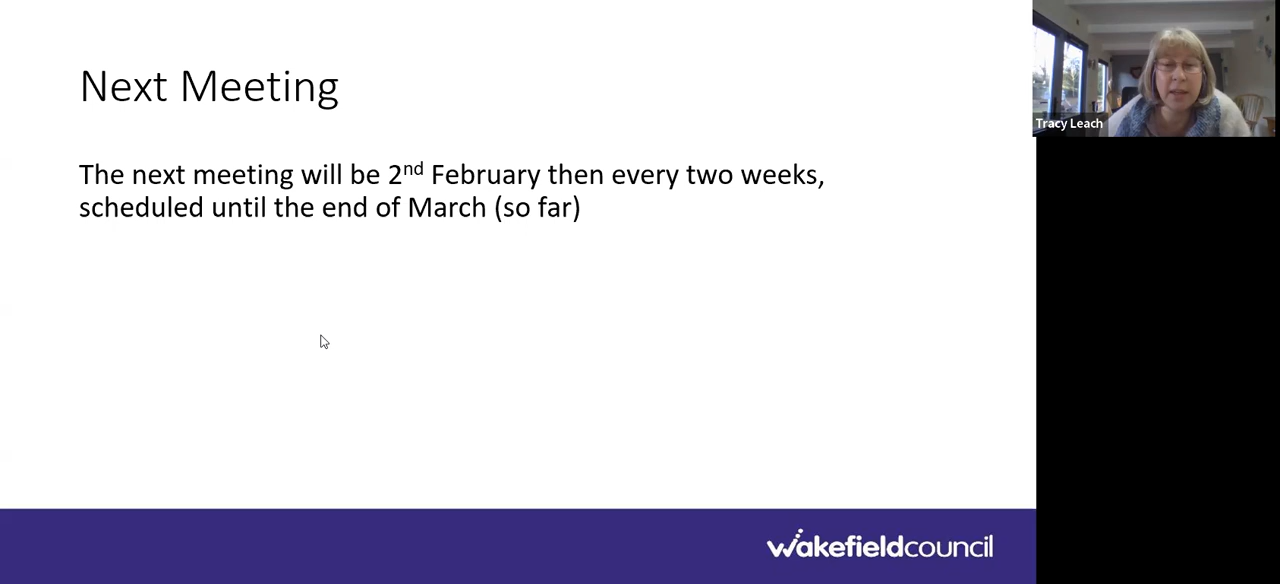 Next Meeting
The next meeting will be 2nd February then every two weeks,
scheduled until the end of March (so far)
Tracy Leach
wakefieldcouncil